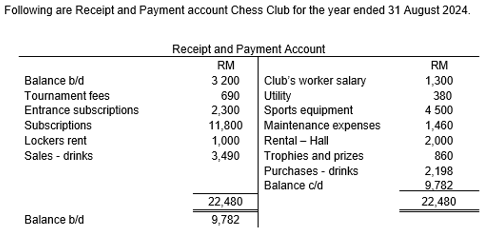 Following are Receipt and Payment account Chess Club for the year ended 31 August 2024.
Receipt and Payment Account
RM RM
Balance b/d 3 200 Club's worker salary 1,300
Tournament fees 690 Utility 380
Entrance subscriptions 2,300 Sports equipment 4 500
Subscriptions 11,800 Maintenance expenses 1,460
Lockers rent 1,000 Rental – Hall 2,000
Sales - drinks 3,490 Trophies and prizes 860
Purchases - drinks 2,198
Balance c/d 9,782
22,480 22,480
Balance b/d 9,782